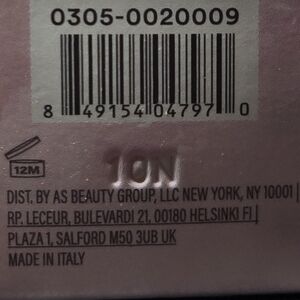 0305-0020009
8 49154 04797 0
12M
10N
DIST. BY AS BEAUTY GROUP, LLC NEW YORK, NY 10001|
RP. LECEUR, BULEVARDI 21, 00180 HELSINKI FI|
PLAZA 1, SALFORD M50 3UB UK
MADE IN ITALY